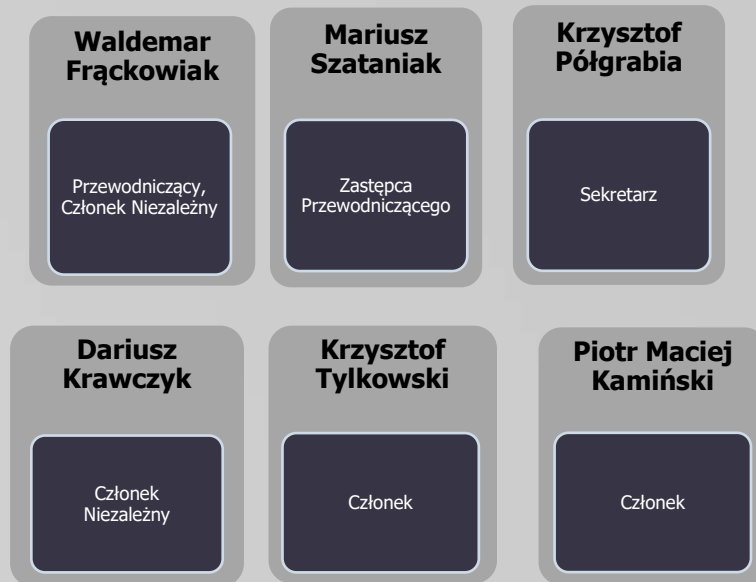 Waldemar
Frąckowiak
Przewodniczący,
Członek Niezależny
Mariusz
Szataniak
Zastępca
Przewodniczącego
Krzysztof
Półgrabia
Sekretarz
Dariusz
Krawczyk
Członek
Niezależny
Krzysztof
Tylkowski
Członek
Piotr Maciej
Kamiński
Członek